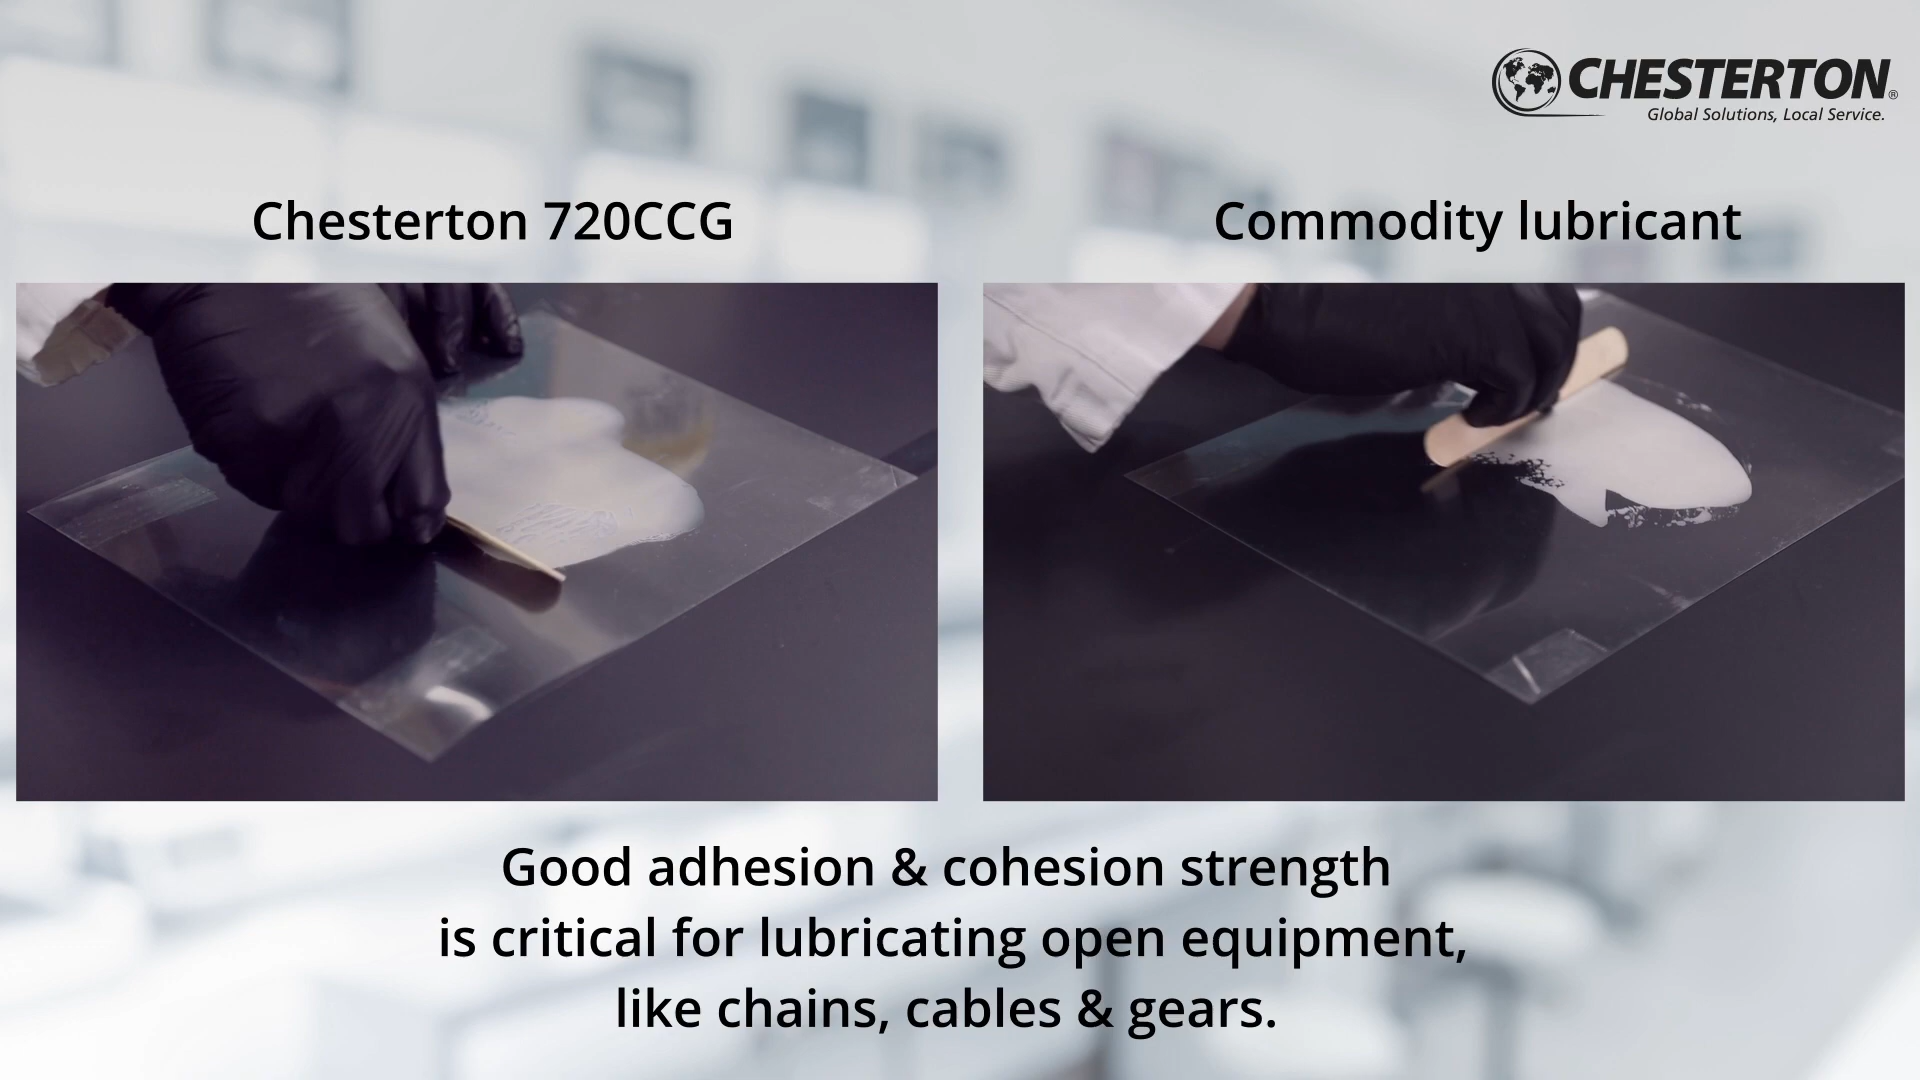 CHESTERTON®
Global Solutions, Local Service.
Chesterton 720CCG
Commodity lubricant
Good adhesion & cohesion strength
is critical for lubricating open equipment,
like chains, cables & gears.